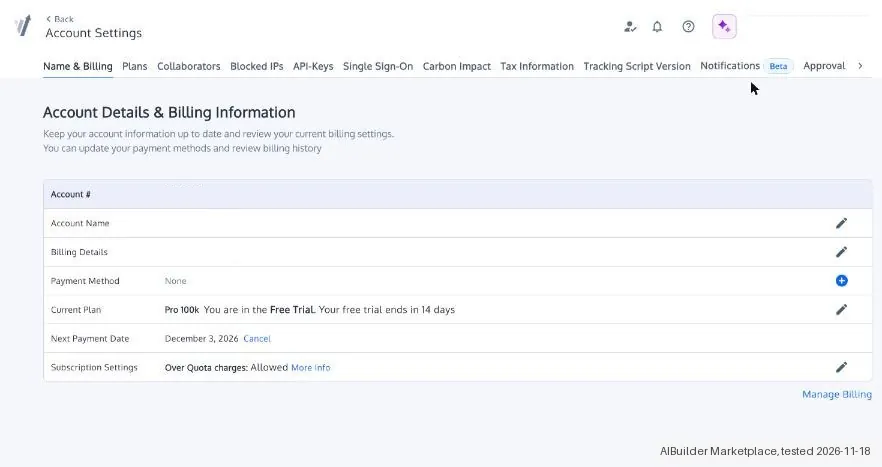 Back
Account Settings
Name & Billing Plans Collaborators Blocked IPs API-Keys Single Sign-On Carbon Impact Tax Information Tracking Script Version Notifications Beta Approval
Account Details & Billing Information
Keep your account information up to date and review your current billing settings.
You can update your payment methods and review billing history
Account #
Account Name
Billing Details
Payment Method None
Current Plan Pro 100k You are in the Free Trial. Your free trial ends in 14 days
Next Payment Date December 3, 2026 Cancel
Subscription Settings Over Quota charges: Allowed More Info
Manage Billing
AIBuilder Marketplace, tested 2026-11-18